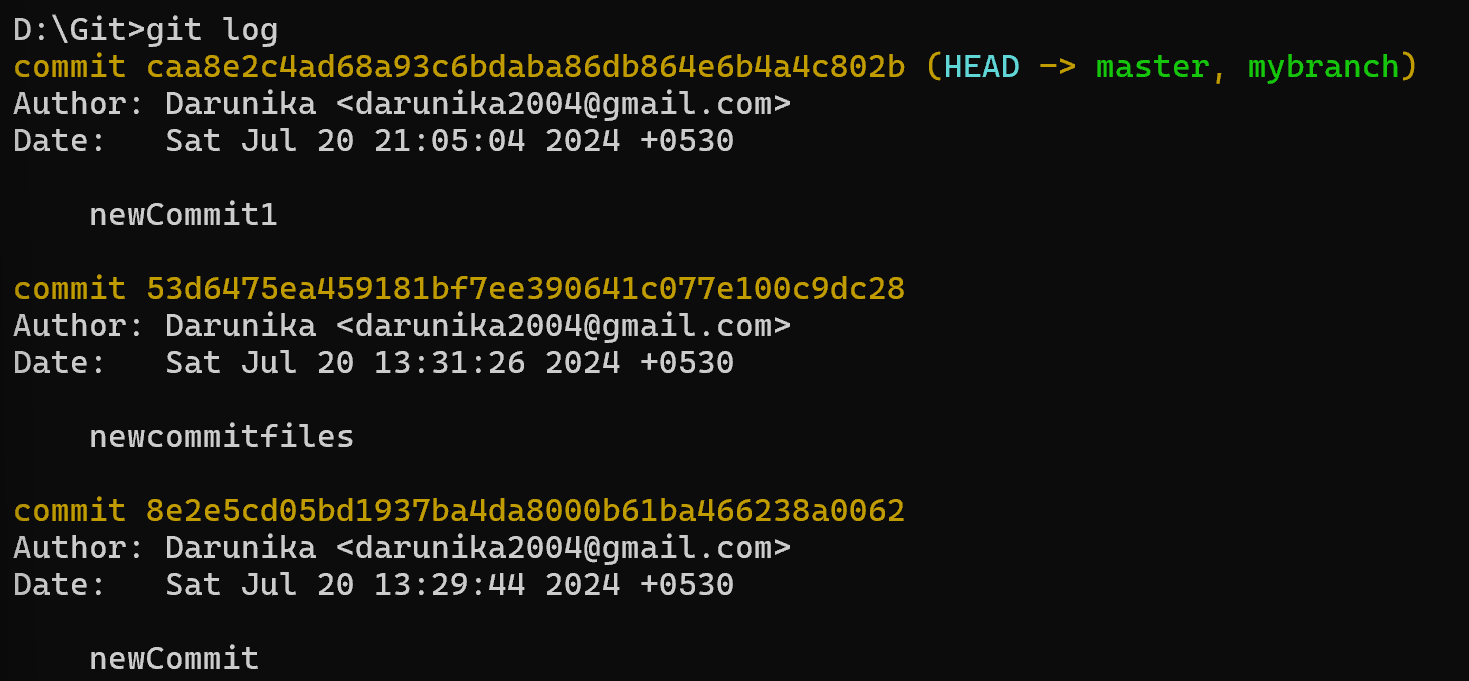 D:\Git>git log
commit caa8e2c4ad68a93c6bdaba86db864e6b4a4c802b (HEAD -> master, mybranch)
Author: Darunika <darunika2004@gmail.com>
Date:   Sat Jul 20 21:05:04 2024 +0530
    newCommit1
commit 53d6475ea459181bf7ee390641c077e100c9dc28
Author: Darunika <darunika2004@gmail.com>
Date:   Sat Jul 20 13:31:26 2024 +0530
    newcommitfiles
commit 8e2e5cd05bd1937ba4da8000b61ba466238a0062
Author: Darunika <darunika2004@gmail.com>
Date:   Sat Jul 20 13:29:44 2024 +0530
    newCommit